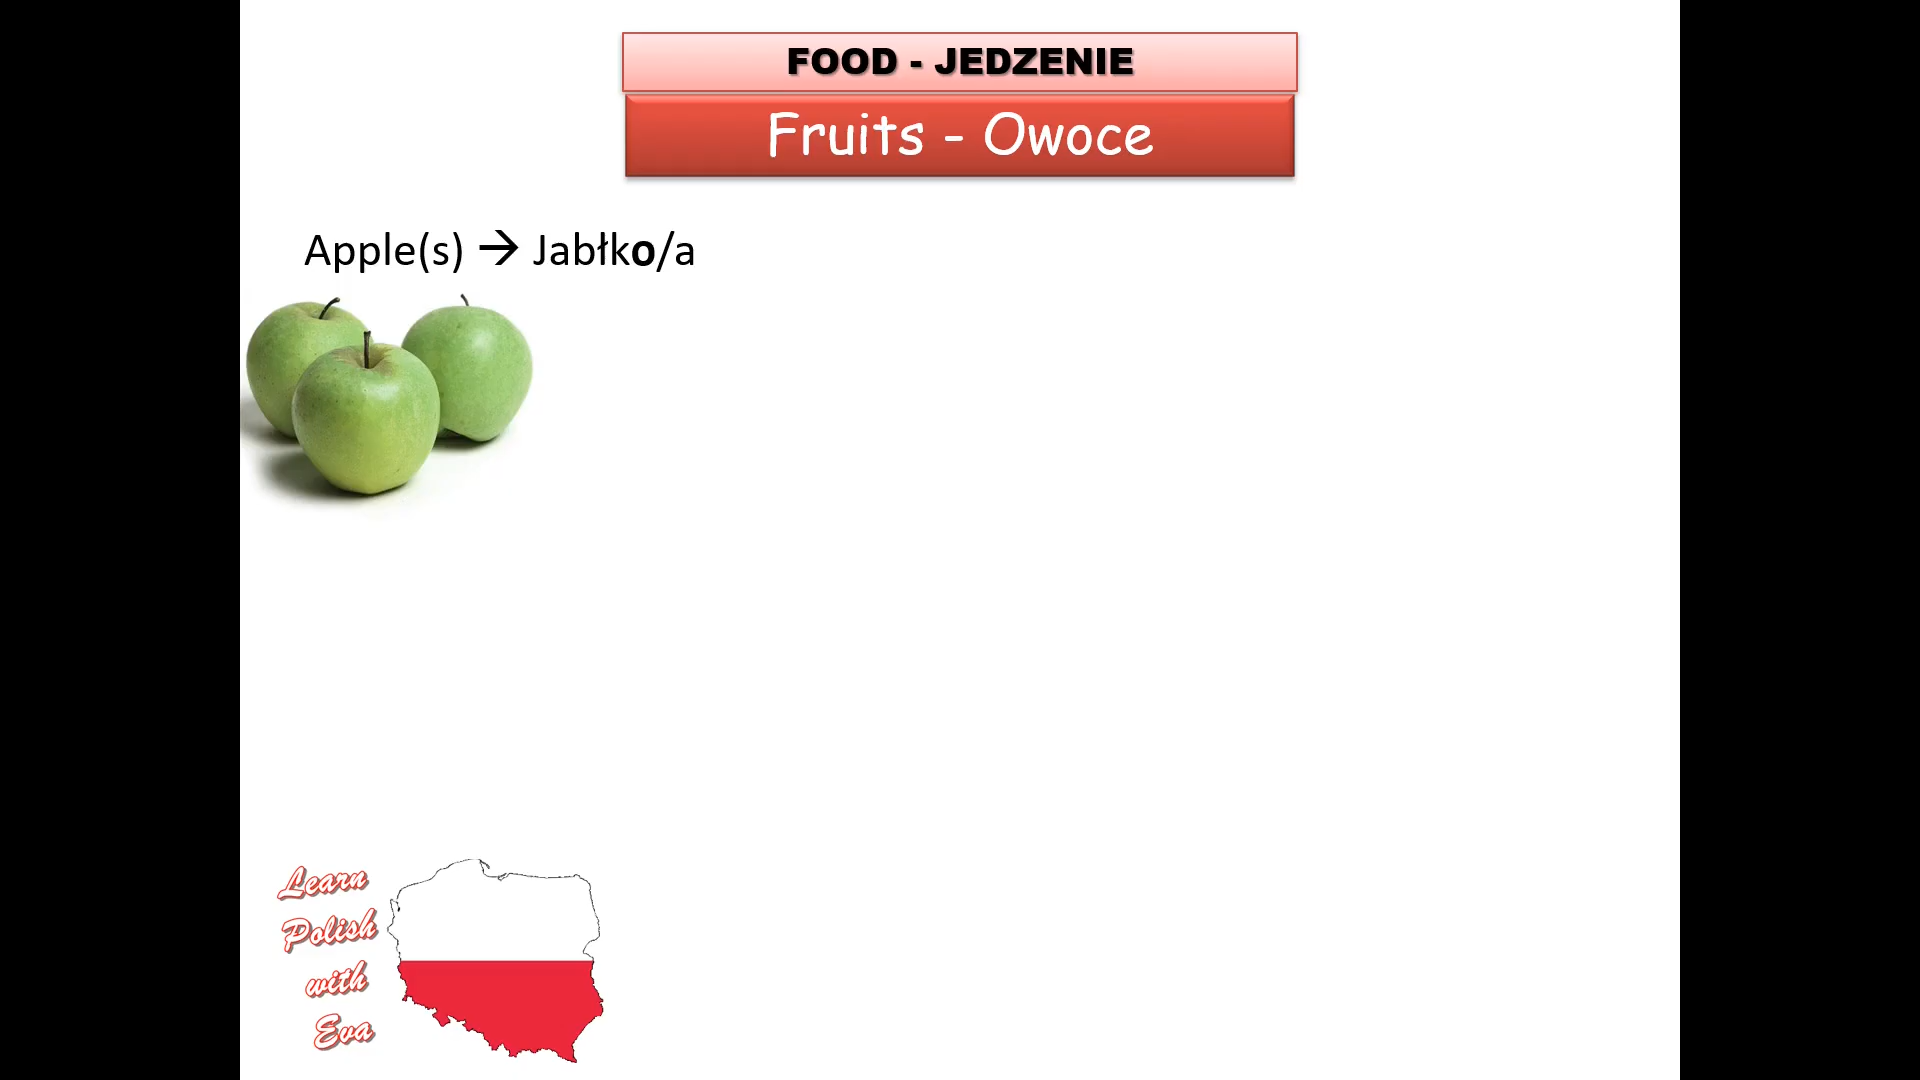 FOOD - JEDZENIE
Fruits - Owoce
Apple(s) → Jabłko/a
Learn
Polish
with
Eva